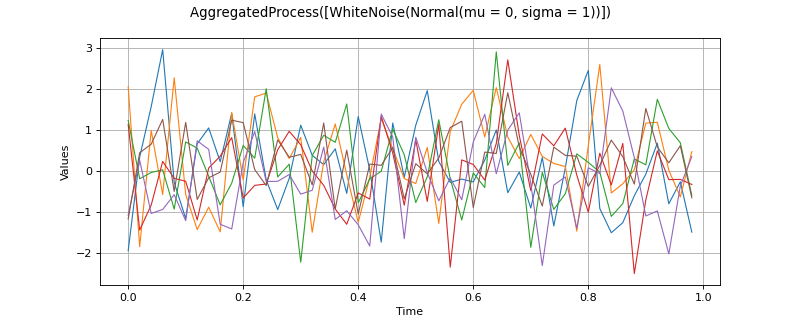 AggregatedProcess([WhiteNoise(Normal(mu = 0, sigma = 1))])
3
2
1
0
−1
−2
Values
0.0 0.2 0.4 0.6 0.8 1.0
Time